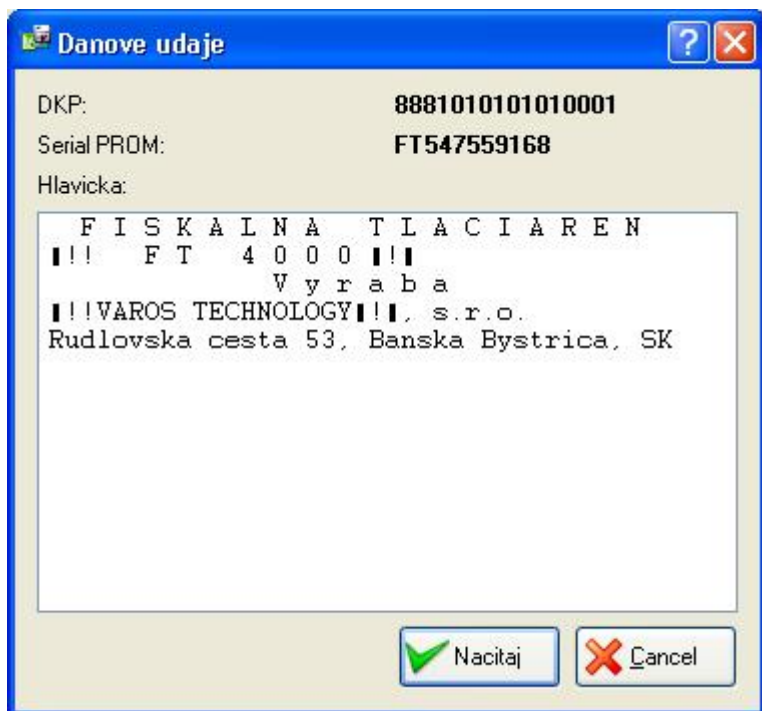 Danove udaje
DKP: 8881010101010001
Serial PROM: FT547559168
Hlavicka:
F I S K A L N A   T L A C I A R E N
▮!!   F T   4 0 0 0 ▮!▮
V y r a b a
▮!!VAROS TECHNOLOGY▮!▮, s.r.o.
Rudlovska cesta 53, Banska Bystrica, SK
Nacitaj Cancel